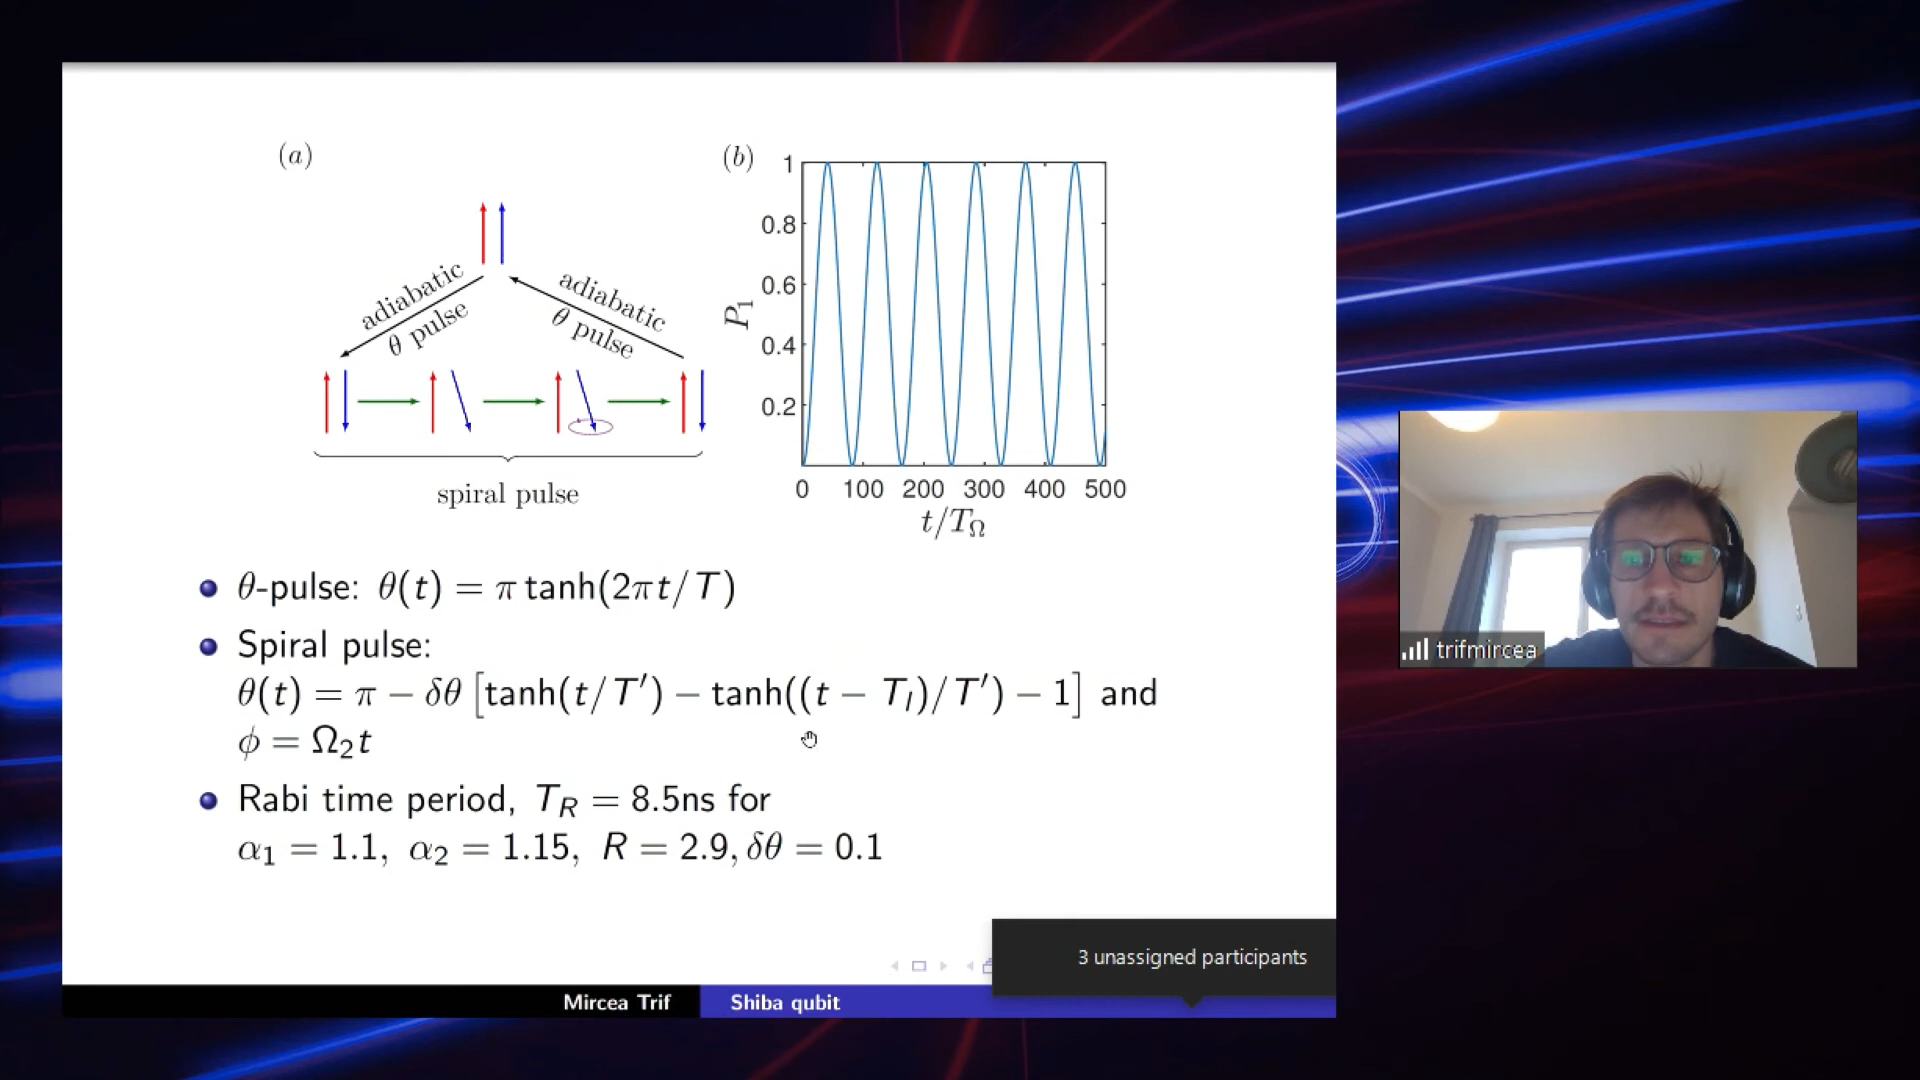 (a)
adiabatic
θ pulse
adiabatic
θ pulse
spiral pulse
(b)
1
0.8
0.6
0.4
0.2
P₁
0 100 200 300 400 500
t/T_Ω
θ-pulse: θ(t) = π tanh(2πt/T)
Spiral pulse:
θ(t) = π − δθ [tanh(t/T′) − tanh((t − T_I)/T′) − 1] and
ϕ = Ω₂t
Rabi time period, T_R = 8.5ns for
α₁ = 1.1, α₂ = 1.15, R = 2.9, δθ = 0.1
3 unassigned participants
Mircea Trif Shiba qubit
trifmircea